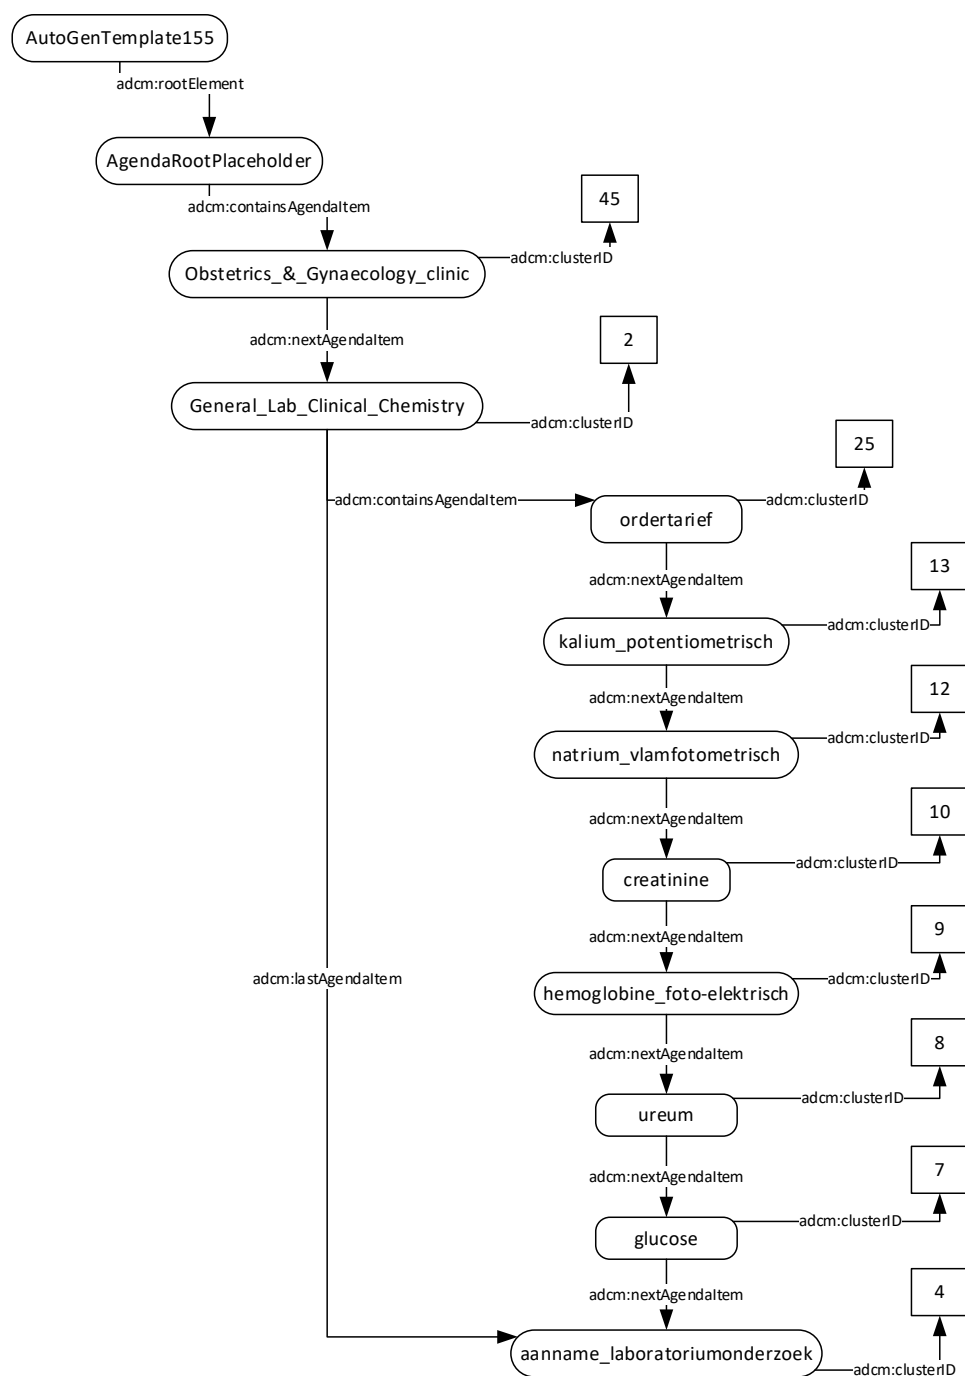 AutoGenTemplate155
adcm:rootElement
AgendaRootPlaceholder
adcm:containsAgendaItem
45
adcm:clusterID
Obstetrics_&_Gynaecology_clinic
adcm:nextAgendaItem
2
General_Lab_Clinical_Chemistry
adcm:clusterID
25
adcm:containsAgendaItem
adcm:clusterID
ordertarief
13
adcm:nextAgendaItem
adcm:clusterID
kalium_potentiometrisch
12
adcm:nextAgendaItem
adcm:clusterID
natrium_vlamfotometrisch
10
adcm:nextAgendaItem
adcm:clusterID
creatinine
9
adcm:nextAgendaItem
adcm:lastAgendaItem
adcm:clusterID
hemoglobine_foto-elektrisch
8
adcm:nextAgendaItem
adcm:clusterID
ureum
7
adcm:nextAgendaItem
adcm:clusterID
glucose
4
adcm:nextAgendaItem
aanname_laboratoriumonderzoek
adcm:clusterID